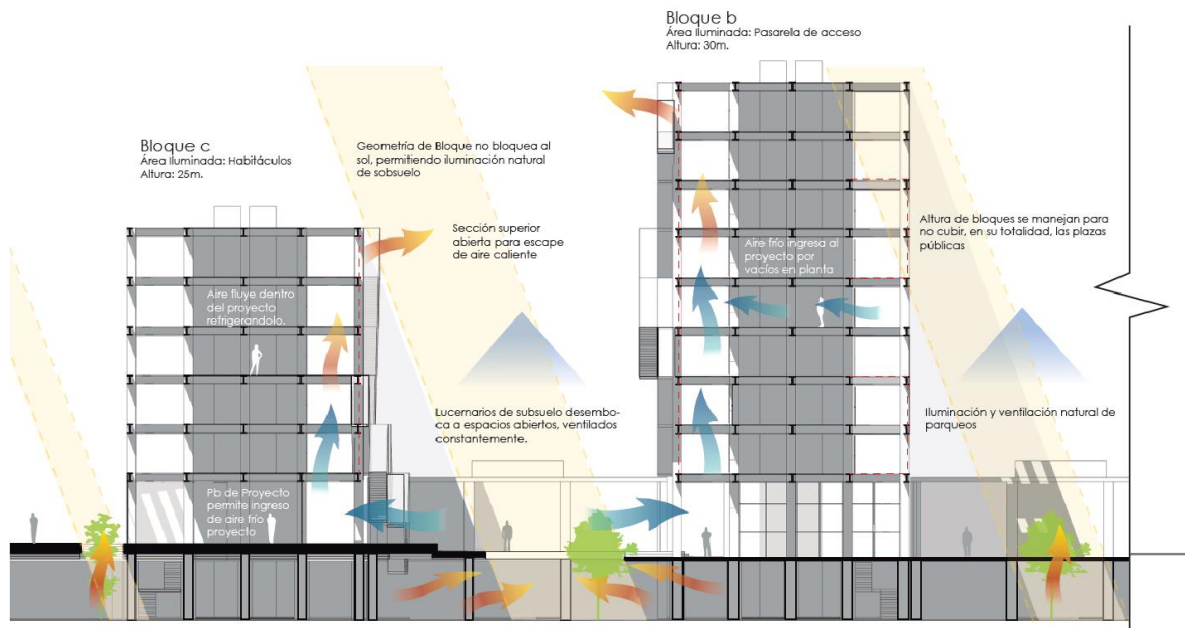 Bloque b
Área Iluminada: Pasarela de acceso
Altura: 30m.
Bloque c
Área Iluminada: Habitáculos
Altura: 25m.
Geometría de Bloque no bloquea al
sol, permitiendo iluminación natural
de sobsuelo
Sección superior
abierta para escape
de aire caliente
Aire frío ingresa al
proyecto por
vacíos en planta
Altura de bloques se manejan para
no cubir, en su totalidad, las plazas
públicas
Aire fluye dentro
del proyecto
refrigerandolo.
Lucernarios de subsuelo desembo-
ca a espacios abiertos, ventilados
constantemente.
Iluminación y ventilación natural de
parqueos
Pb de Proyecto
permite ingreso
de aire frío
proyecto